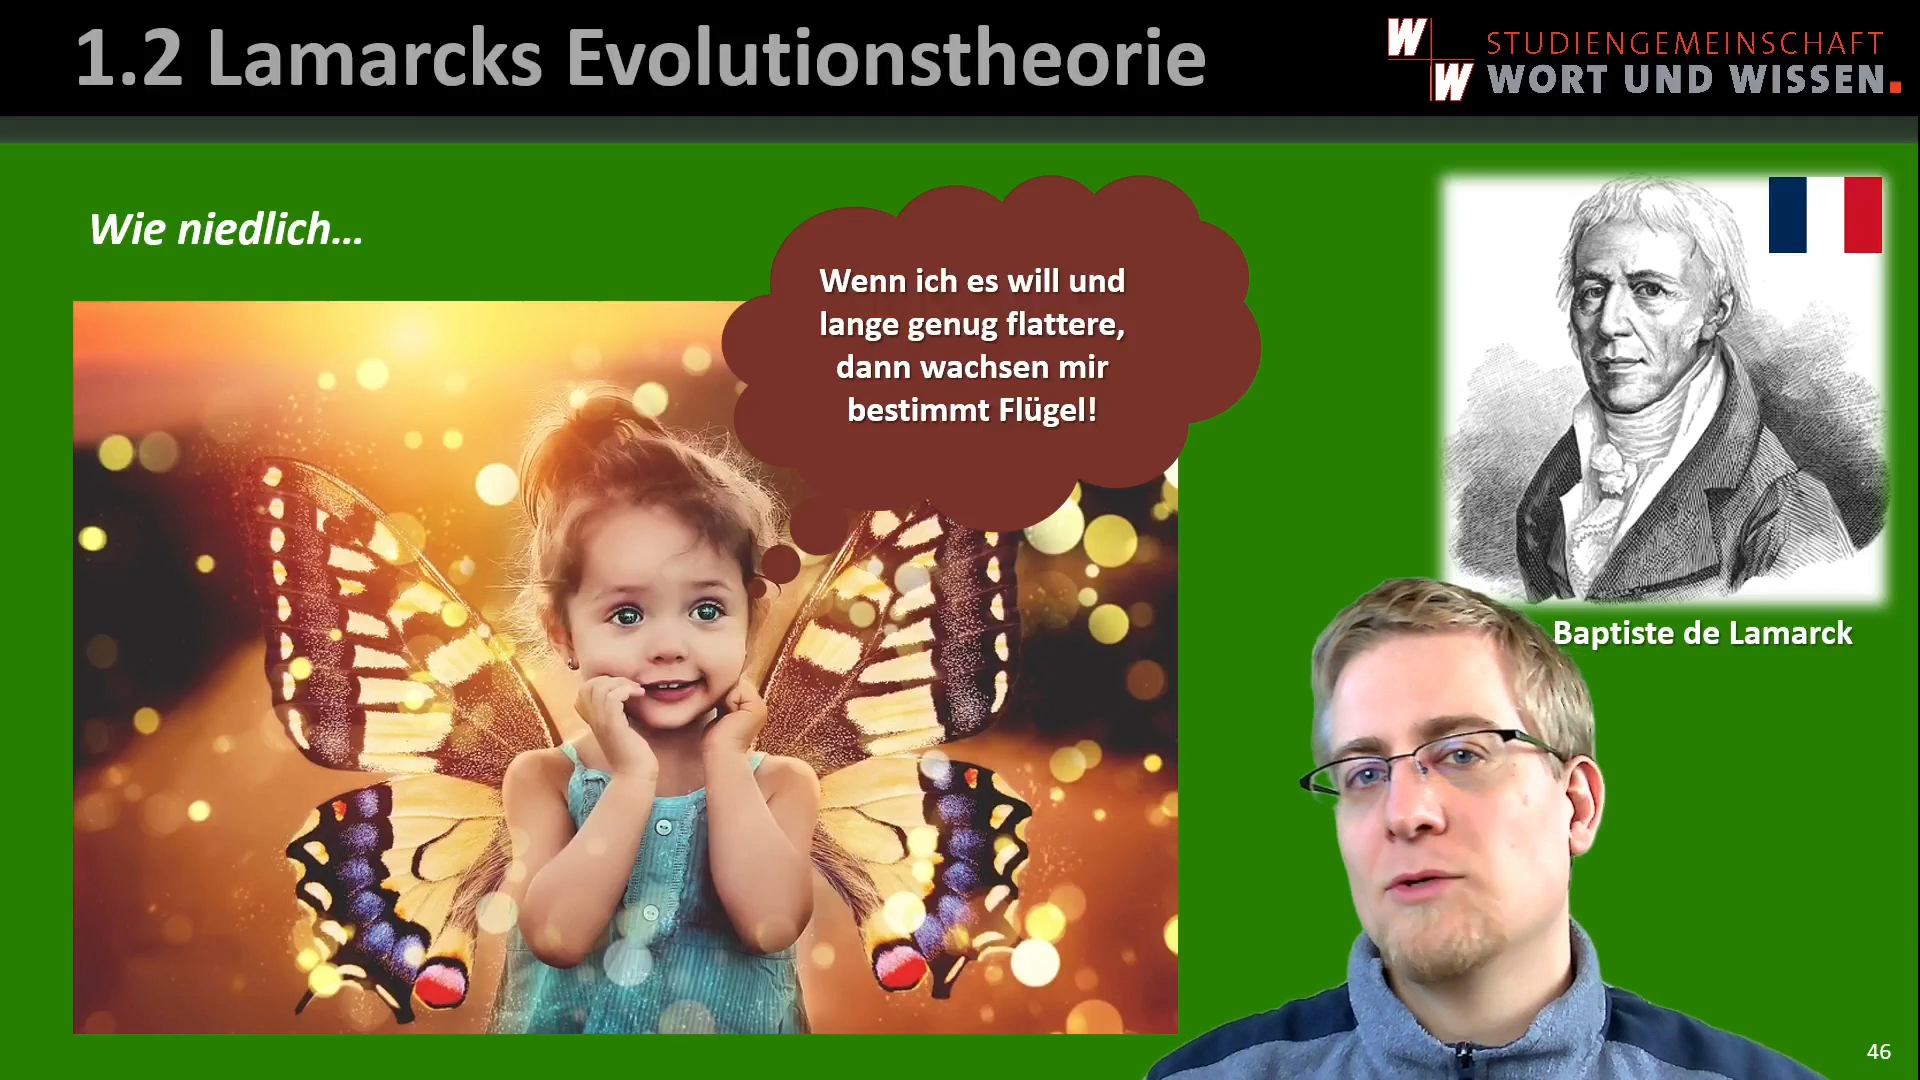 1.2 Lamarcks Evolutionstheorie
W
W
STUDIENGEMEINSCHAFT
WORT UND WISSEN.
Wie niedlich...
Wenn ich es will und
lange genug flattere,
dann wachsen mir
bestimmt Flügel!
Baptiste de Lamarck
46